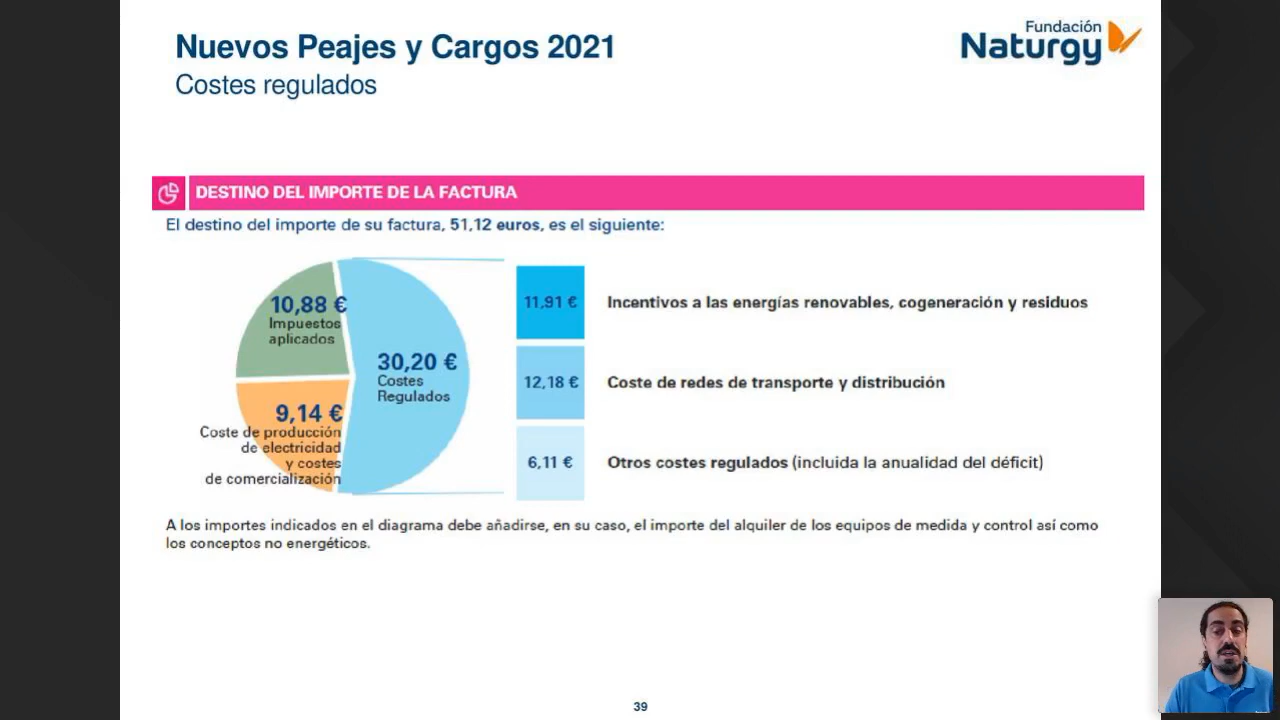 Nuevos Peajes y Cargos 2021
Costes regulados
Fundación
Naturgy
DESTINO DEL IMPORTE DE LA FACTURA
El destino del importe de su factura, 51,12 euros, es el siguiente:
10,88 €
Impuestos
aplicados
30,20 €
Costes
Regulados
9,14 €
Coste de producción
de electricidad
y costes
de comercialización
11,91 €
Incentivos a las energías renovables, cogeneración y residuos
12,18 €
Coste de redes de transporte y distribución
6,11 €
Otros costes regulados (incluida la anualidad del déficit)
A los importes indicados en el diagrama debe añadirse, en su caso, el importe del alquiler de los equipos de medida y control así como
los conceptos no energéticos.
39